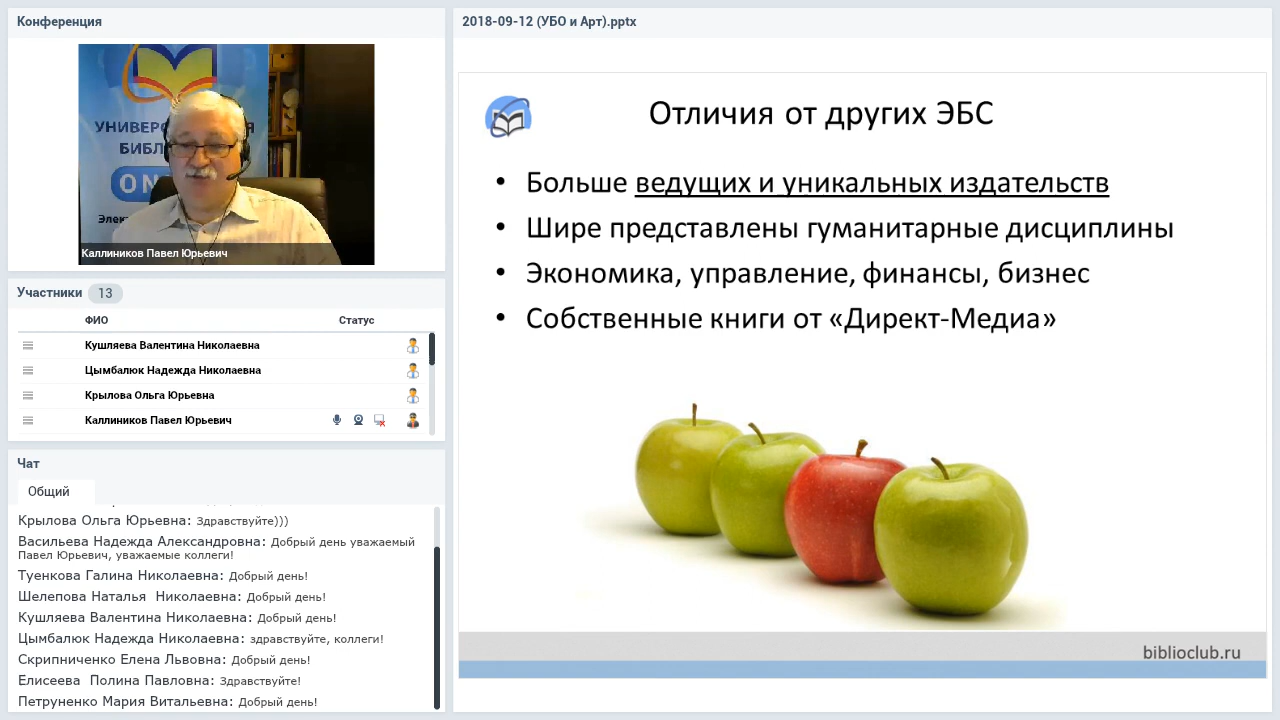 Конференция
УНИВЕР
БИБЛ
ON
Элек
Каллиников Павел Юрьевич
Участники 13
ФИО Статус
Кушляева Валентина Николаевна
Цымбалюк Надежда Николаевна
Крылова Ольга Юрьевна
Каллиников Павел Юрьевич
Чат
Общий
Крылова Ольга Юрьевна: Здравствуйте)))
Васильева Надежда Александровна: Добрый день уважаемый
Павел Юрьевич, уважаемые коллеги!
Туенкова Галина Николаевна: Добрый день!
Шелепова Наталья Николаевна: Добрый день!
Кушляева Валентина Николаевна: Добрый день!
Цымбалюк Надежда Николаевна: здравствуйте, коллеги!
Скрипниченко Елена Львовна: Добрый день!
Елисеева Полина Павловна: Здравствуйте!
Петруненко Мария Витальевна: Добрый день!
2018-09-12 (УБО и Арт).pptx
Отличия от других ЭБС
• Больше ведущих и уникальных издательств
• Шире представлены гуманитарные дисциплины
• Экономика, управление, финансы, бизнес
• Собственные книги от «Директ-Медиа»
biblioclub.ru